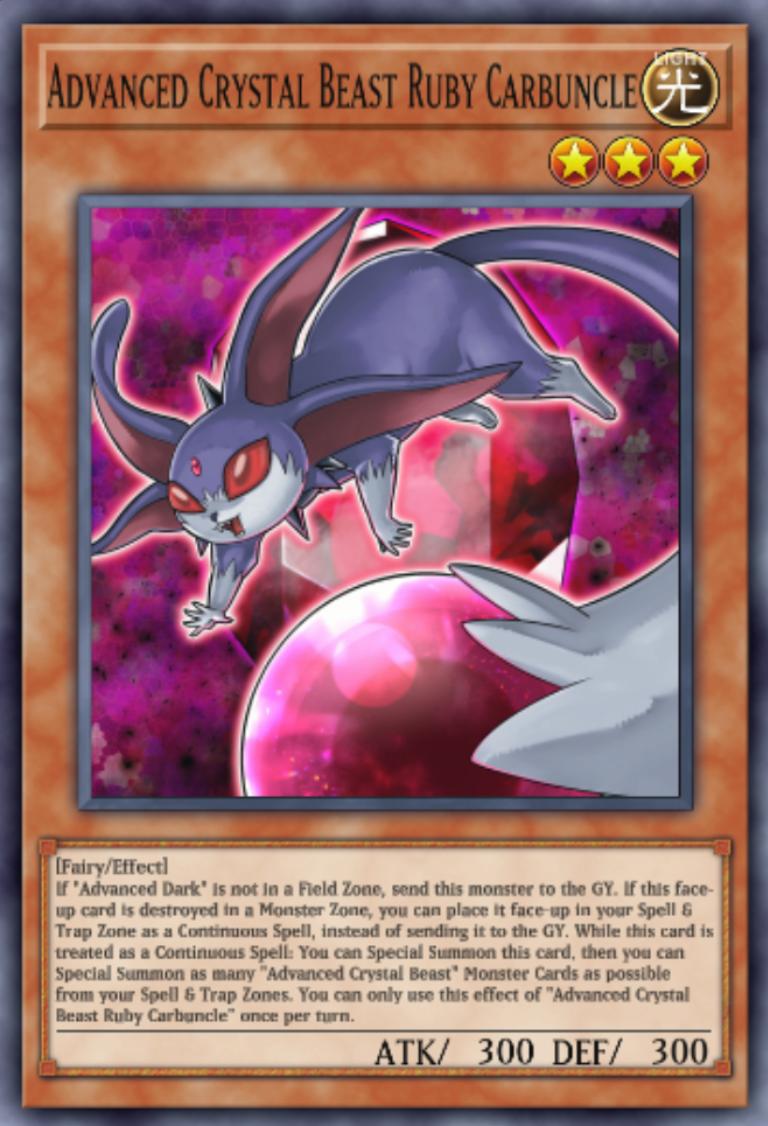 ADVANCED CRYSTAL BEAST RUBY CARBUNCLE
LIGHT
光
[Fairy/Effect]
If "Advanced Dark" is not in a Field Zone, send this monster to the GY. If this face-
up card is destroyed in a Monster Zone, you can place it face-up in your Spell &
Trap Zone as a Continuous Spell, instead of sending it to the GY. While this card is
treated as a Continuous Spell: You can Special Summon this card, then you can
Special Summon as many "Advanced Crystal Beast" Monster Cards as possible
from your Spell & Trap Zones. You can only use this effect of "Advanced Crystal
Beast Ruby Carbuncle" once per turn.
ATK/ 300 DEF/ 300